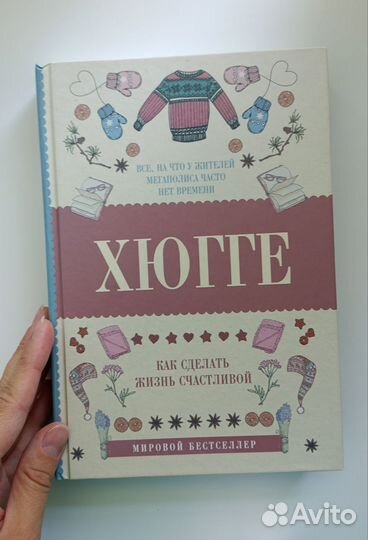 ВСЕ, НА ЧТО У ЖИТЕЛЕЙ
МЕГАПОЛИСА ЧАСТО
НЕТ ВРЕМЕНИ
ХЮГГЕ
КАК СДЕЛАТЬ
ЖИЗНЬ СЧАСТЛИВОЙ
МИРОВОЙ БЕСТСЕЛЛЕР
Avito